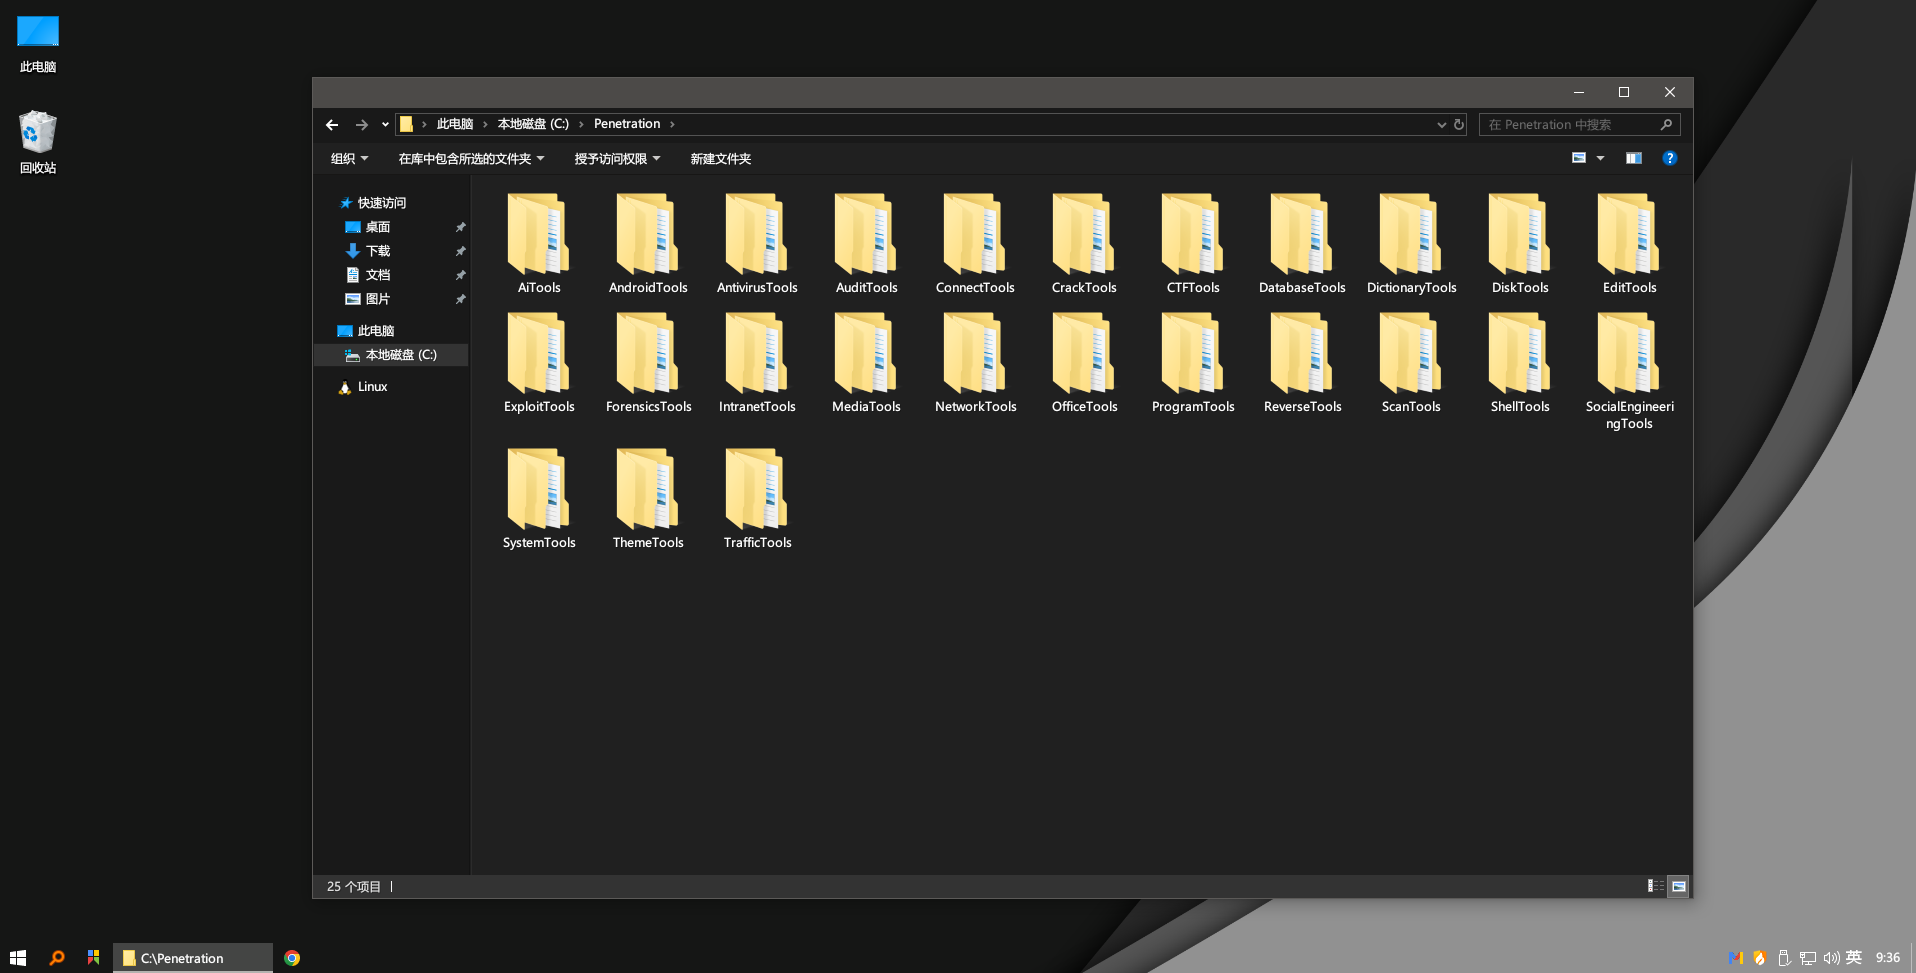 此电脑
回收站
此电脑 本地磁盘 (C:) Penetration
在 Penetration 中搜索
组织 在库中包含所选的文件夹 授予访问权限 新建文件夹
?
快速访问
桌面
下载
文档
图片
此电脑
本地磁盘 (C:)
Linux
AiTools AndroidTools AntivirusTools AuditTools ConnectTools CrackTools CTFTools DatabaseTools DictionaryTools DiskTools EditTools
ExploitTools ForensicsTools IntranetTools MediaTools NetworkTools OfficeTools ProgramTools ReverseTools ScanTools ShellTools SocialEngineeri
ngTools
SystemTools ThemeTools TrafficTools
25 个项目
C:\Penetration
英 9:36